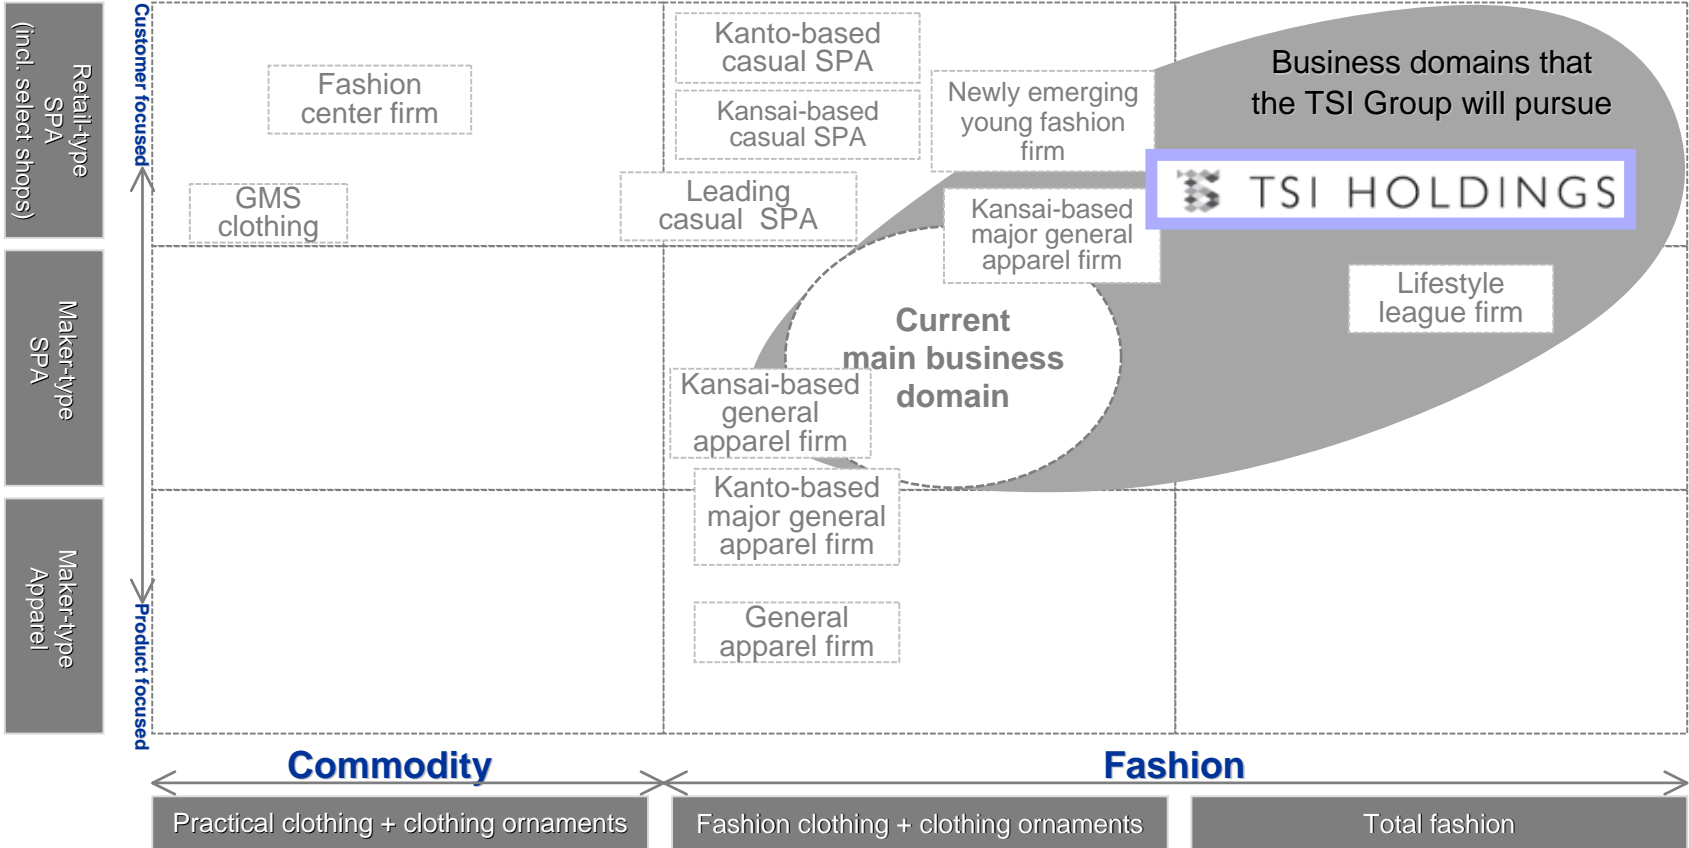 Retail-type
SPA
(incl. select shops)
Maker-type
SPA
Maker-type
Apparel
Customer focused
Product focused
Fashion
center firm
GMS
clothing
Kanto-based
casual SPA
Kansai-based
casual SPA
Leading
casual SPA
Newly emerging
young fashion
firm
Kansai-based
major general
apparel firm
Business domains that
the TSI Group will pursue
TSI HOLDINGS
Lifestyle
league firm
Current
main business
domain
Kansai-based
general
apparel firm
Kanto-based
major general
apparel firm
General
apparel firm
Commodity
Fashion
Practical clothing + clothing ornaments
Fashion clothing + clothing ornaments
Total fashion